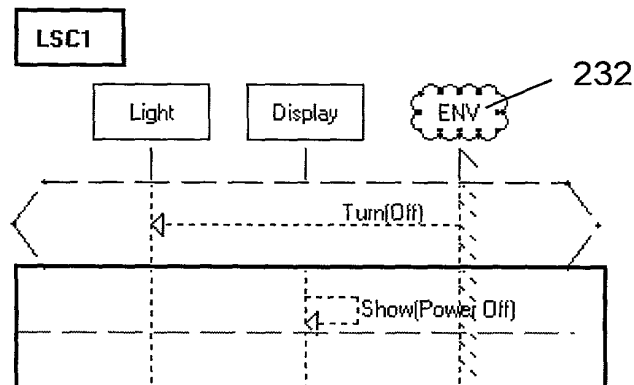 LSC1
232
Light Display ENV
Turn(Off)
Show(Power Off)